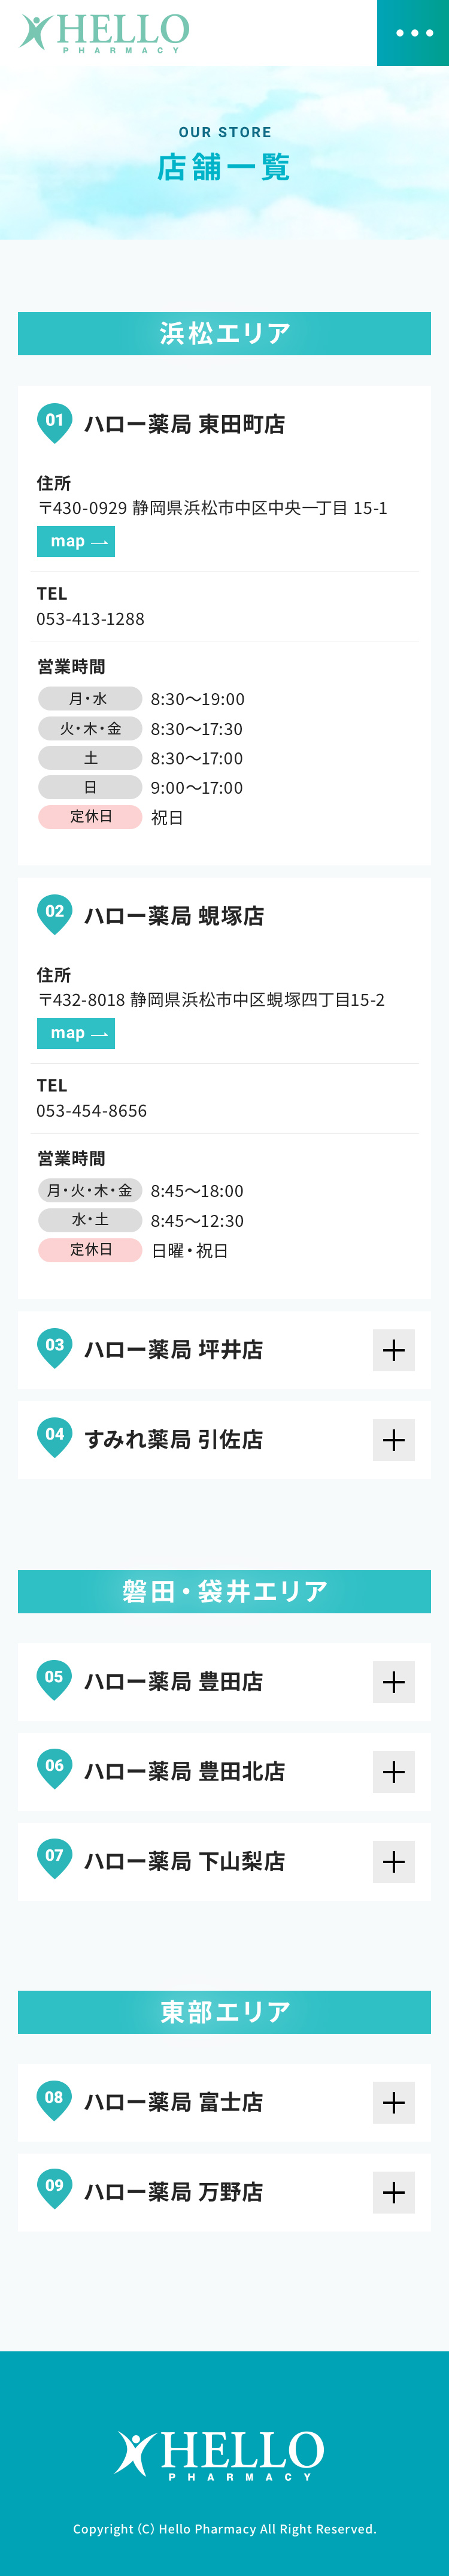 HELLO
PHARMACY
OUR STORE
店舗一覧
浜松エリア
01 ハロー薬局 東田町店
住所
〒430-0929 静岡県浜松市中区中央一丁目 15-1
map
TEL
053-413-1288
営業時間
月・水 8:30〜19:00
火・木・金 8:30〜17:30
土 8:30〜17:00
日 9:00〜17:00
定休日 祝日
02 ハロー薬局 蜆塚店
住所
〒432-8018 静岡県浜松市中区蜆塚四丁目15-2
map
TEL
053-454-8656
営業時間
月・火・木・金 8:45〜18:00
水・土 8:45〜12:30
定休日 日曜・祝日
03 ハロー薬局 坪井店
04 すみれ薬局 引佐店
磐田・袋井エリア
05 ハロー薬局 豊田店
06 ハロー薬局 豊田北店
07 ハロー薬局 下山梨店
東部エリア
08 ハロー薬局 富士店
09 ハロー薬局 万野店
HELLO
PHARMACY
Copyright (C) Hello Pharmacy All Right Reserved.